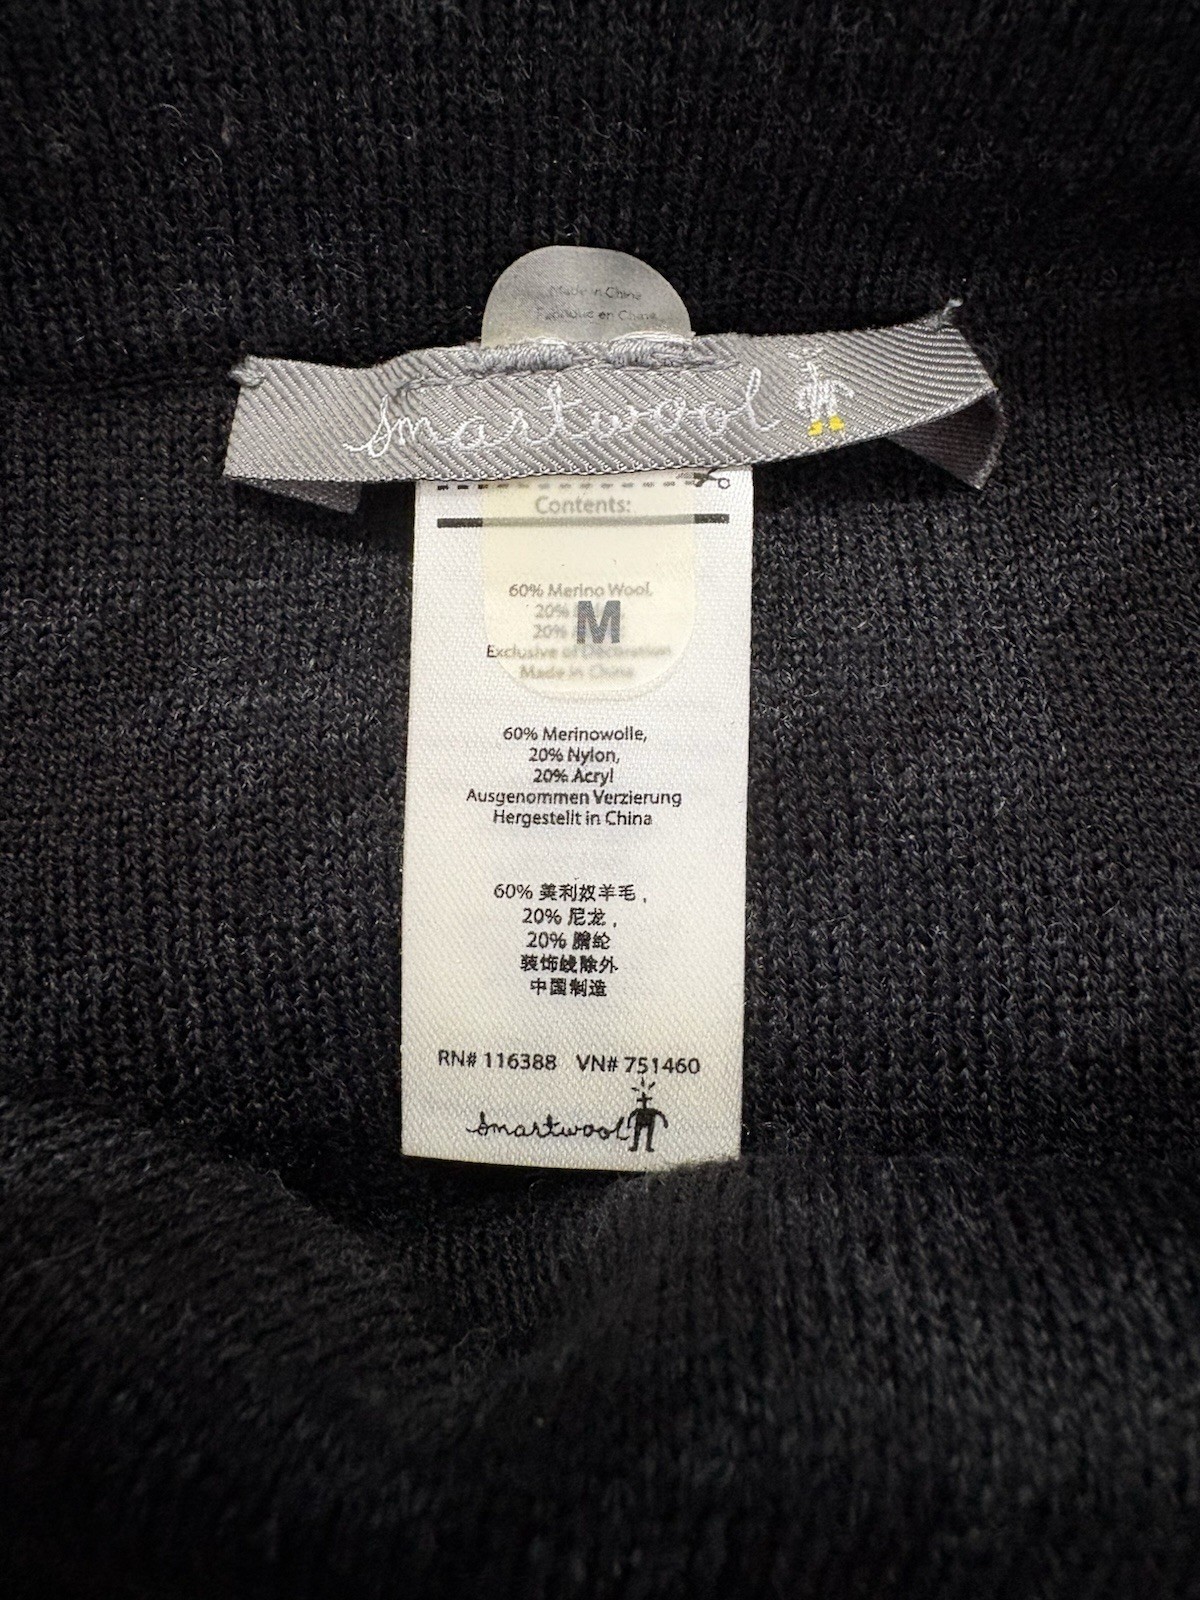 Made in China
Fabriqué en Chine
smartwool
Contents:
60% Merino Wool,
20%
M
20%
Exclusive of Decoration
Made in China
60% Merinowolle,
20% Nylon,
20% Acryl
Ausgenommen Verzierung
Hergestellt in China
60% 美利奴羊毛,
20% 尼龙,
20% 腈纶
装饰线除外
中国制造
RN# 116388 VN# 751460
smartwool